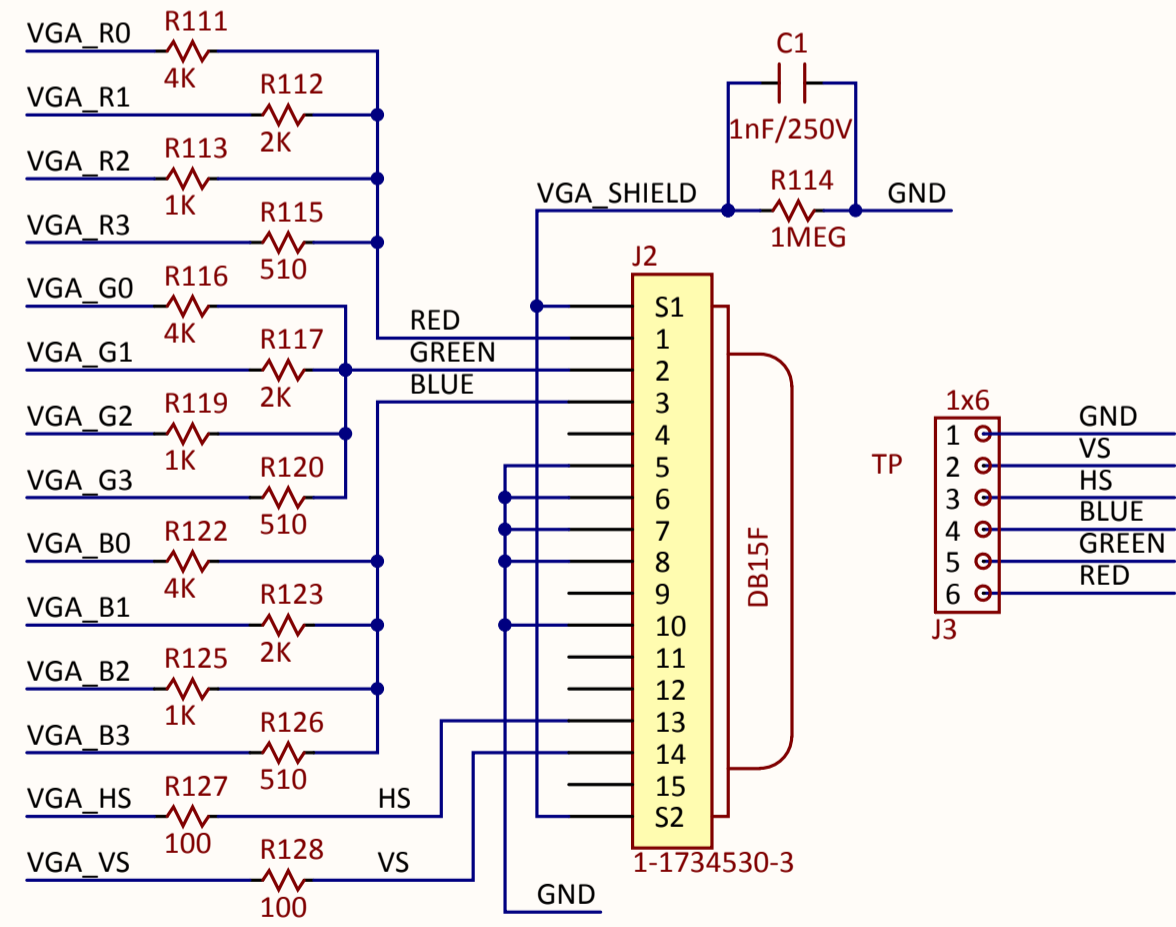 VGA_R0
R111
4K
VGA_R1
R112
2K
VGA_R2
R113
1K
VGA_R3
R115
510
VGA_G0
R116
4K
VGA_G1
R117
2K
VGA_G2
R119
1K
VGA_G3
R120
510
VGA_B0
R122
4K
VGA_B1
R123
2K
VGA_B2
R125
1K
VGA_B3
R126
510
VGA_HS
R127
100
HS
VGA_VS
R128
100
VS
RED
GREEN
BLUE
C1
1nF/250V
VGA_SHIELD
R114
1MEG
GND
J2
S1
1
2
3
4
5
6
7
8
9
10
11
12
13
14
15
S2
DB15F
1-1734530-3
GND
TP
1x6
1 GND
2 VS
3 HS
4 BLUE
5 GREEN
6 RED
J3